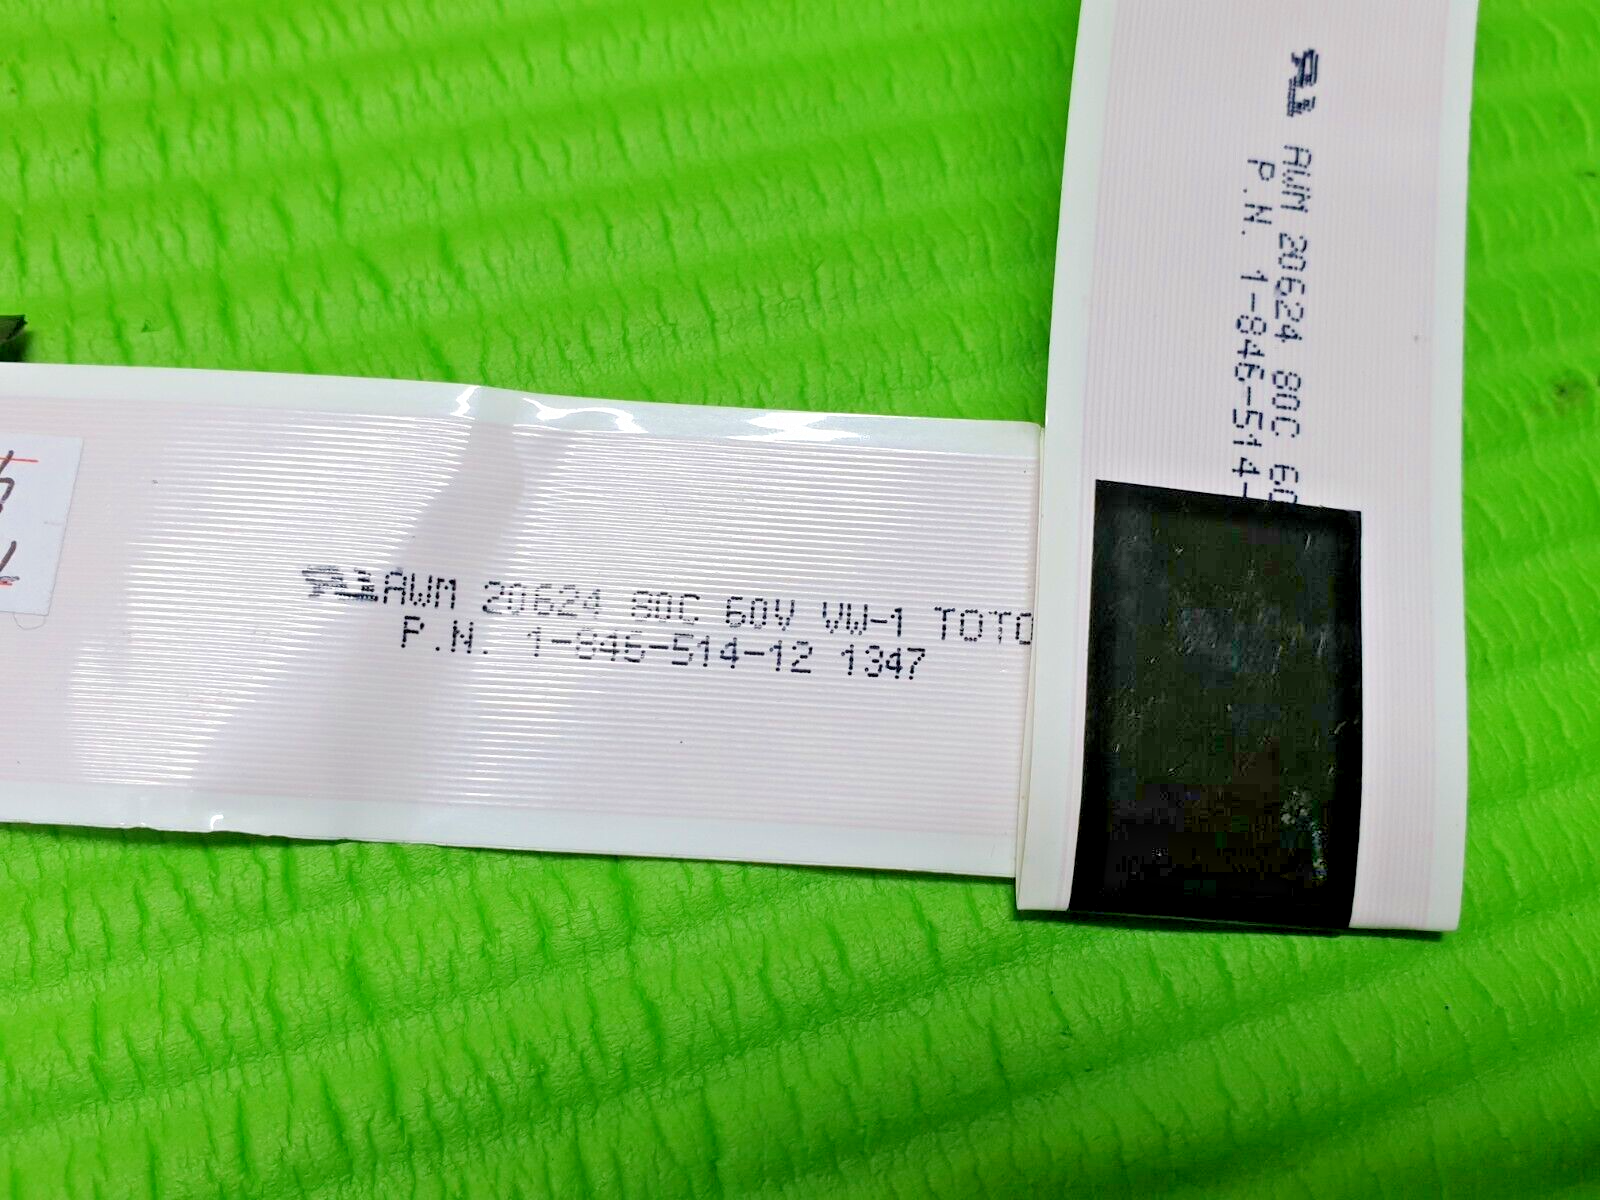 AWM 20624 80C 60V VW-1 TOTO
P.N. 1-846-514-12 1347
AWM 20624 80C 60
P.N. 1-846-514-